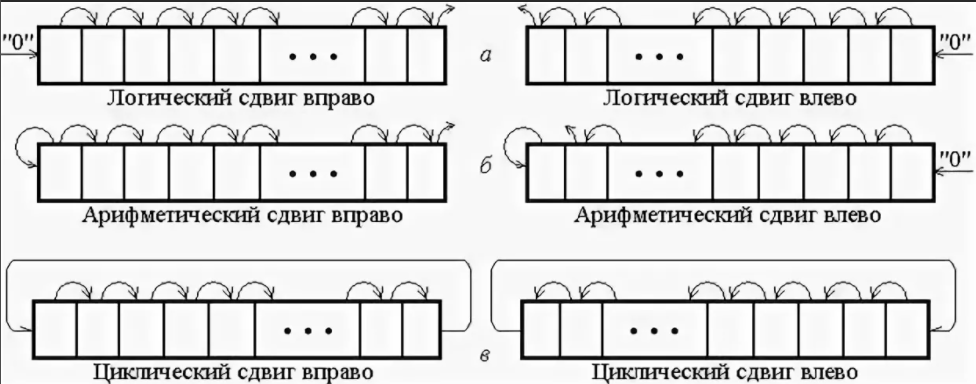 "0" а "0"
Логический сдвиг вправо Логический сдвиг влево
б "0"
Арифметический сдвиг вправо Арифметический сдвиг влево
в
Циклический сдвиг вправо Циклический сдвиг влево